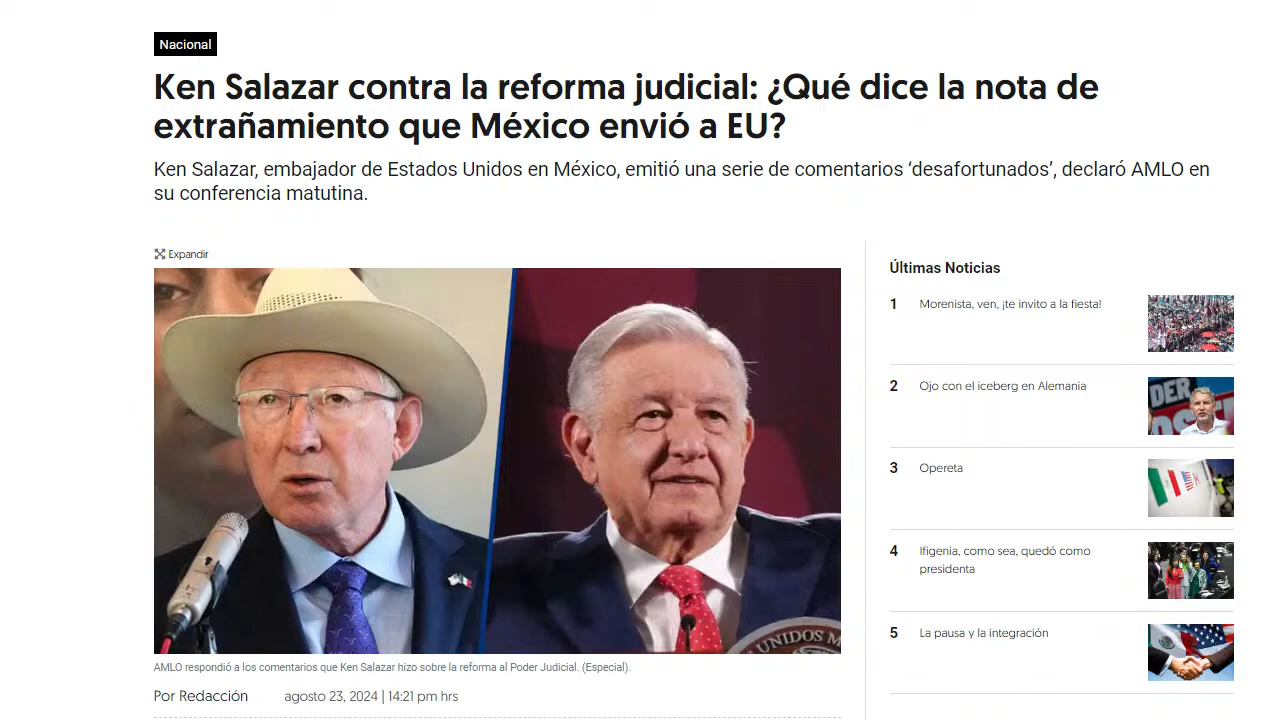 Nacional
Ken Salazar contra la reforma judicial: ¿Qué dice la nota de
extrañamiento que México envió a EU?
Ken Salazar, embajador de Estados Unidos en México, emitió una serie de comentarios ‘desafortunados’, declaró AMLO en
su conferencia matutina.
Expandir
UNIDOS M
AMLO respondió a los comentarios que Ken Salazar hizo sobre la reforma al Poder Judicial. (Especial).
Por Redacción agosto 23, 2024 | 14:21 pm hrs
Últimas Noticias
1 Morenista, ven, ¡te invito a la fiesta!
2 Ojo con el iceberg en Alemania
DER
3 Opereta
4 Ifigenia, como sea, quedó como
presidenta
5 La pausa y la integración